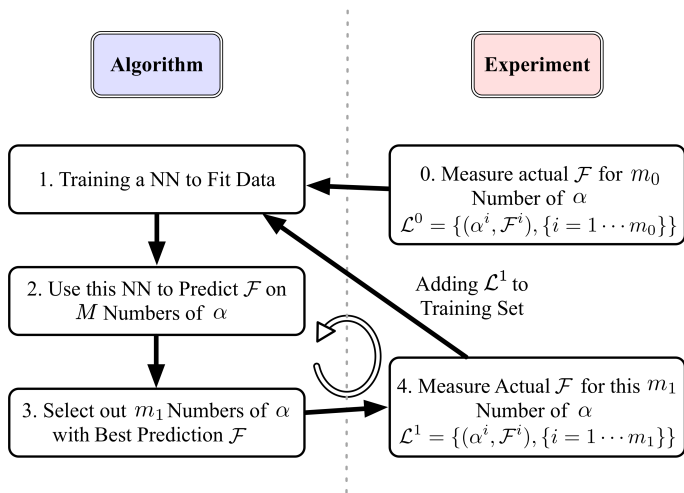 Algorithm
Experiment
1. Training a NN to Fit Data
0. Measure actual ℱ for m₀
Number of α
ℒ⁰ = {(αⁱ, ℱⁱ), {i = 1 ⋯ m₀}}
2. Use this NN to Predict ℱ on
M Numbers of α
Adding ℒ¹ to
Training Set
3. Select out m₁ Numbers of α
with Best Prediction ℱ
4. Measure Actual ℱ for this m₁
Number of α
ℒ¹ = {(αⁱ, ℱⁱ), {i = 1 ⋯ m₁}}